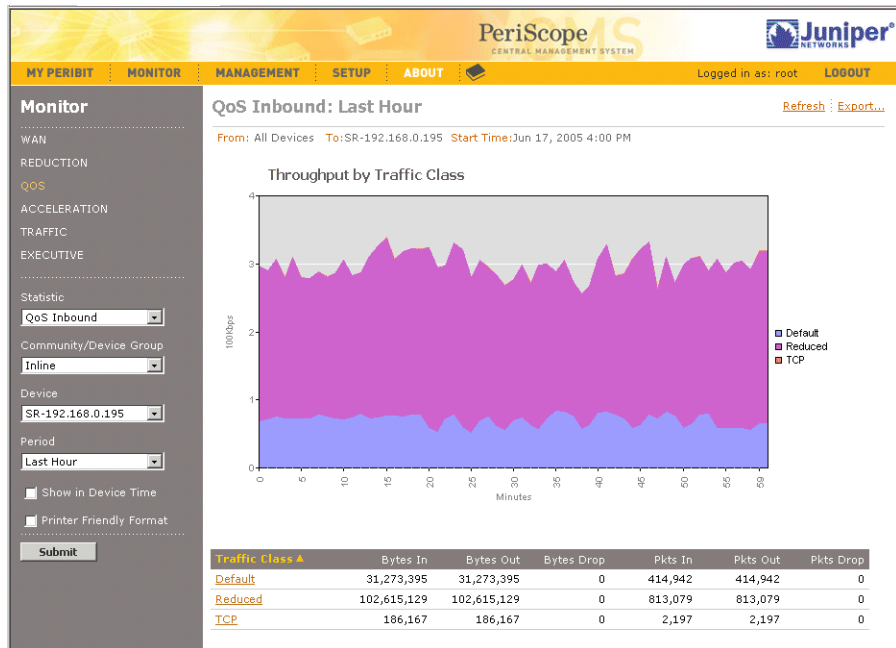 PeriScope
CENTRAL MANAGEMENT SYSTEM
CMS
Juniper®
NETWORKS
MY PERIBIT
MONITOR
MANAGEMENT
SETUP
ABOUT
Logged in as: root
LOGOUT
Monitor
WAN
REDUCTION
QOS
ACCELERATION
TRAFFIC
EXECUTIVE
Statistic
QoS Inbound
Community/Device Group
Inline
Device
SR-192.168.0.195
Period
Last Hour
Show in Device Time
Printer Friendly Format
Submit
QoS Inbound: Last Hour
Refresh
Export...
From: All Devices To:SR-192.168.0.195 Start Time:Jun 17, 2005 4:00 PM
Throughput by Traffic Class
4
3
2
1
0
100Kbps
0 5 10 15 20 25 30 35 40 45 50 55 59
Minutes
Default
Reduced
TCP
Traffic Class Bytes In Bytes Out Bytes Drop Pkts In Pkts Out Pkts Drop
Default 31,273,395 31,273,395 0 414,942 414,942 0
Reduced 102,615,129 102,615,129 0 813,079 813,079 0
TCP 186,167 186,167 0 2,197 2,197 0